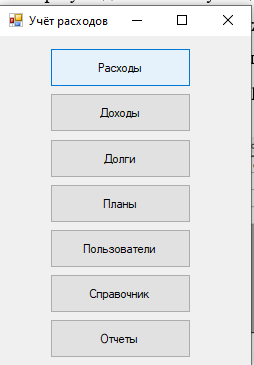 Учёт расходов
Расходы
Доходы
Долги
Планы
Пользователи
Справочник
Отчеты